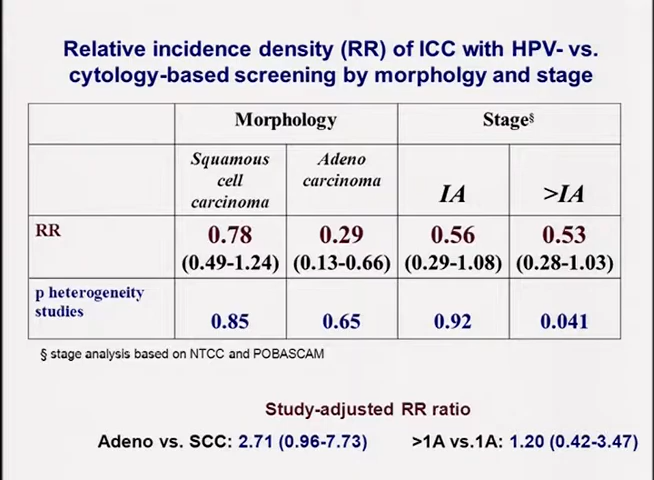 Relative incidence density (RR) of ICC with HPV- vs.
cytology-based screening by morpholgy and stage
Morphology Stage§
Squamous cell carcinoma Adeno carcinoma IA >IA
RR 0.78 0.29 0.56 0.53
(0.49-1.24) (0.13-0.66) (0.29-1.08) (0.28-1.03)
p heterogeneity studies 0.85 0.65 0.92 0.041
§ stage analysis based on NTCC and POBASCAM
Study-adjusted RR ratio
Adeno vs. SCC: 2.71 (0.96-7.73) >1A vs.1A: 1.20 (0.42-3.47)